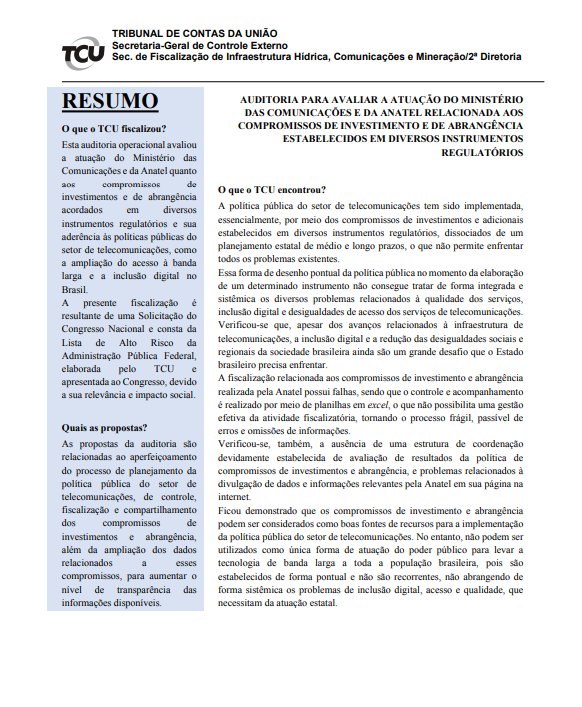 TCU
TRIBUNAL DE CONTAS DA UNIÃO
Secretaria-Geral de Controle Externo
Sec. de Fiscalização de Infraestrutura Hídrica, Comunicações e Mineração/2ª Diretoria
RESUMO
O que o TCU fiscalizou?
Esta auditoria operacional avaliou
a atuação do Ministério das
Comunicações e da Anatel quanto
aos compromissos de
investimentos e de abrangência
acordados em diversos
instrumentos regulatórios e sua
aderência às políticas públicas do
setor de telecomunicações, como
a ampliação do acesso à banda
larga e a inclusão digital no
Brasil.
A presente fiscalização é
resultante de uma Solicitação do
Congresso Nacional e consta da
Lista de Alto Risco da
Administração Pública Federal,
elaborada pelo TCU e
apresentada ao Congresso, devido
a sua relevância e impacto social.
Quais as propostas?
As propostas da auditoria são
relacionadas ao aperfeiçoamento
do processo de planejamento da
política pública do setor de
telecomunicações, de controle,
fiscalização e compartilhamento
dos compromissos de
investimentos e abrangência,
além da ampliação dos dados
relacionados a esses
compromissos, para aumentar o
nível de transparência das
informações disponíveis.
AUDITORIA PARA AVALIAR A ATUAÇÃO DO MINISTÉRIO
DAS COMUNICAÇÕES E DA ANATEL RELACIONADA AOS
COMPROMISSOS DE INVESTIMENTO E DE ABRANGÊNCIA
ESTABELECIDOS EM DIVERSOS INSTRUMENTOS
REGULATÓRIOS
O que o TCU encontrou?
A política pública do setor de telecomunicações tem sido implementada,
essencialmente, por meio dos compromissos de investimentos e adicionais
estabelecidos em diversos instrumentos regulatórios, dissociados de um
planejamento estatal de médio e longo prazos, o que não permite enfrentar
todos os problemas existentes.
Essa forma de desenho pontual da política pública no momento da elaboração
de um determinado instrumento não consegue tratar de forma integrada e
sistêmica os diversos problemas relacionados à qualidade dos serviços,
inclusão digital e desigualdades de acesso dos serviços de telecomunicações.
Verificou-se que, apesar dos avanços relacionados à infraestrutura de
telecomunicações, a inclusão digital e a redução das desigualdades sociais e
regionais da sociedade brasileira ainda são um grande desafio que o Estado
brasileiro precisa enfrentar.
A fiscalização relacionada aos compromissos de investimento e abrangência
realizada pela Anatel possui falhas, sendo que o controle e acompanhamento
é realizado por meio de planilhas em excel, o que não possibilita uma gestão
efetiva da atividade fiscalizatória, tornando o processo frágil, passível de
erros e omissões de informações.
Verificou-se, também, a ausência de uma estrutura de coordenação
devidamente estabelecida de avaliação de resultados da política de
compromissos de investimentos e abrangência, e problemas relacionados à
divulgação de dados e informações relevantes pela Anatel em sua página na
internet.
Ficou demonstrado que os compromissos de investimento e abrangência
podem ser considerados como boas fontes de recursos para a implementação
da política pública do setor de telecomunicações. No entanto, não podem ser
utilizados como única forma de atuação do poder público para levar a
tecnologia de banda larga a toda a população brasileira, pois são
estabelecidos de forma pontual e não são recorrentes, não abrangendo de
forma sistêmica os problemas de inclusão digital, acesso e qualidade, que
necessitam da atuação estatal.